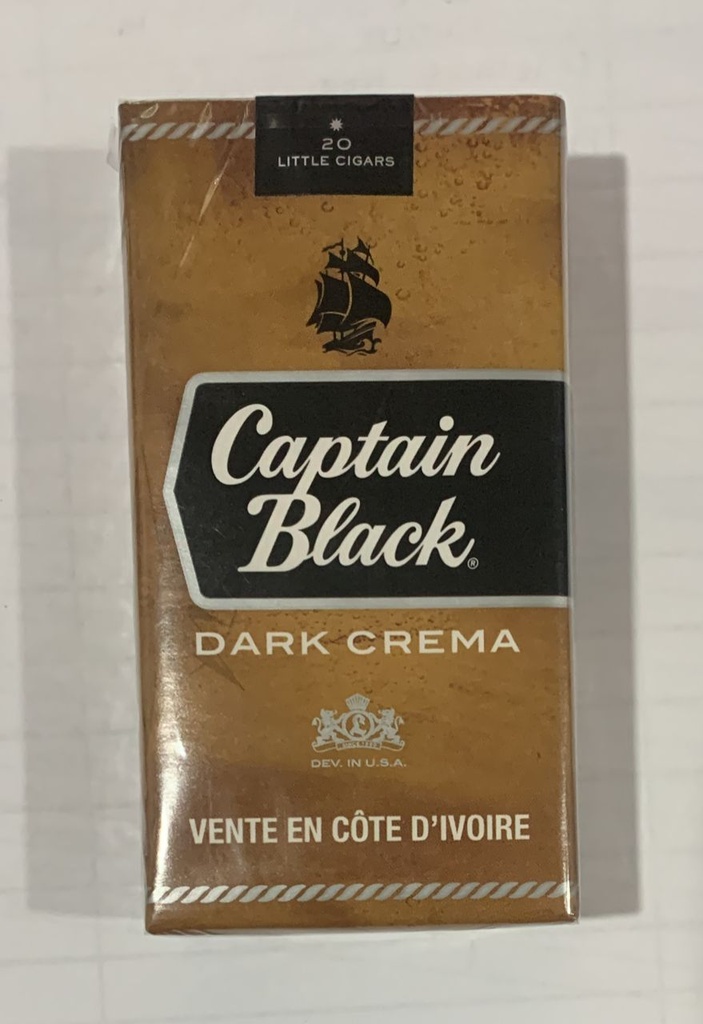 20
LITTLE CIGARS
Captain
Black®
DARK CREMA
£
DEV. IN U.S.A.
VENTE EN CÔTE D'IVOIRE